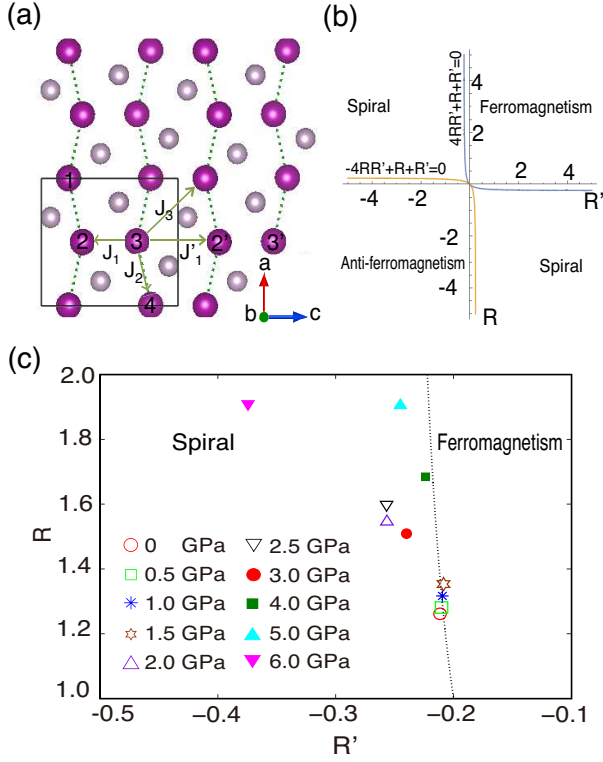 (a)
1
2
3
2'
3'
4
J1
J2
J3
J'1
a
b
c
(b)
Spiral
Ferromagnetism
4RR'+R+R'=0
-4RR'+R+R'=0
4
2
-4 -2 2 4
R'
-2
-4
Anti-ferromagnetism
Spiral
R
(c)
2.0
1.8
1.6
1.4
1.2
1.0
R
Spiral
Ferromagnetism
0 GPa
0.5 GPa
1.0 GPa
1.5 GPa
2.0 GPa
2.5 GPa
3.0 GPa
4.0 GPa
5.0 GPa
6.0 GPa
-0.5 -0.4 -0.3 -0.2 -0.1
R'